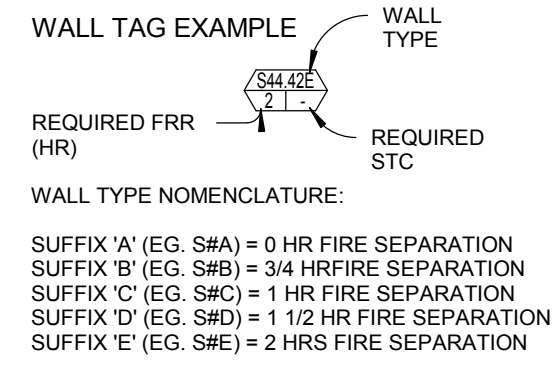 WALL TAG EXAMPLE
WALL
TYPE
S44.42E
2 -
REQUIRED FRR
(HR)
REQUIRED
STC
WALL TYPE NOMENCLATURE:
SUFFIX 'A' (EG. S#A) = 0 HR FIRE SEPARATION
SUFFIX 'B' (EG. S#B) = 3/4 HRFIRE SEPARATION
SUFFIX 'C' (EG. S#C) = 1 HR FIRE SEPARATION
SUFFIX 'D' (EG. S#D) = 1 1/2 HR FIRE SEPARATION
SUFFIX 'E' (EG. S#E) = 2 HRS FIRE SEPARATION